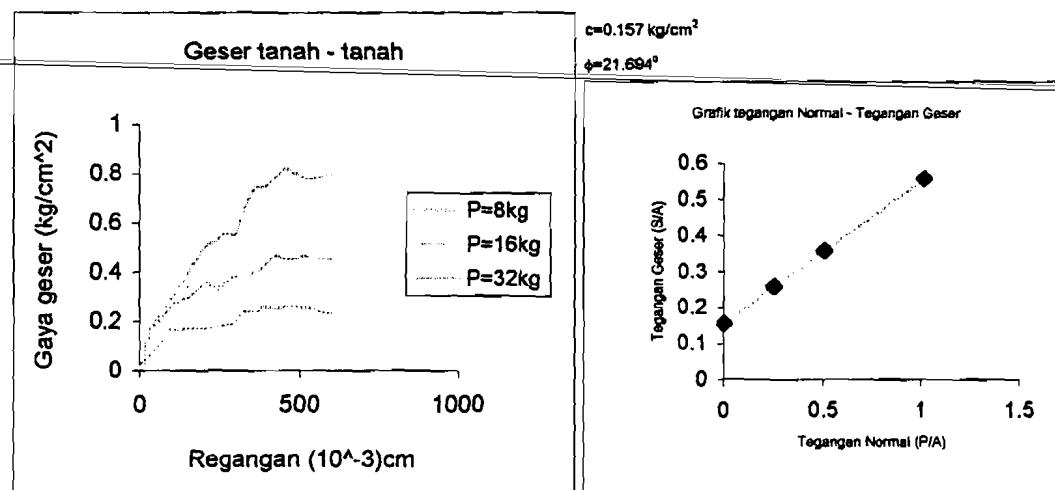 Geser tanah - tanah
Gaya geser (kg/cm^2)
1
0.8
0.6
0.4
0.2
0
0
500
1000
Regangan (10^-3)cm
P=8kg
P=16kg
P=32kg
c=0.157 kg/cm²
ϕ=21.694⁰
Grafik tegangan Normal - Tegangan Geser
Tegangan Geser (S/A)
0.6
0.5
0.4
0.3
0.2
0.1
0
0
0.5
1
1.5
Tegangan Normal (P/A)